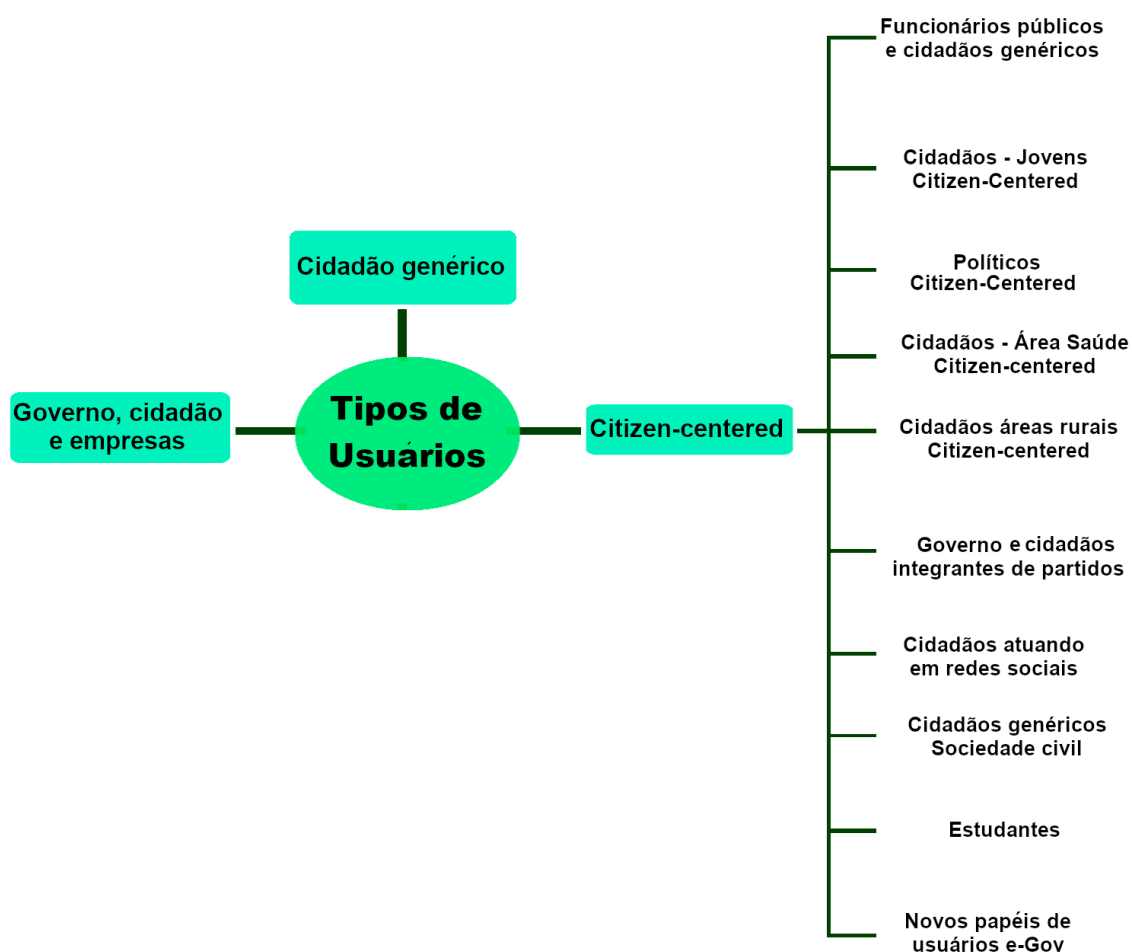 Tipos de
Usuários
Cidadão genérico
Governo, cidadão
e empresas
Citizen-centered
Funcionários públicos
e cidadãos genéricos
Cidadãos - Jovens
Citizen-Centered
Políticos
Citizen-Centered
Cidadãos - Área Saúde
Citizen-centered
Cidadãos áreas rurais
Citizen-centered
Governo e cidadãos
integrantes de partidos
Cidadãos atuando
em redes sociais
Cidadãos genéricos
Sociedade civil
Estudantes
Novos papéis de
usuários e-Gov